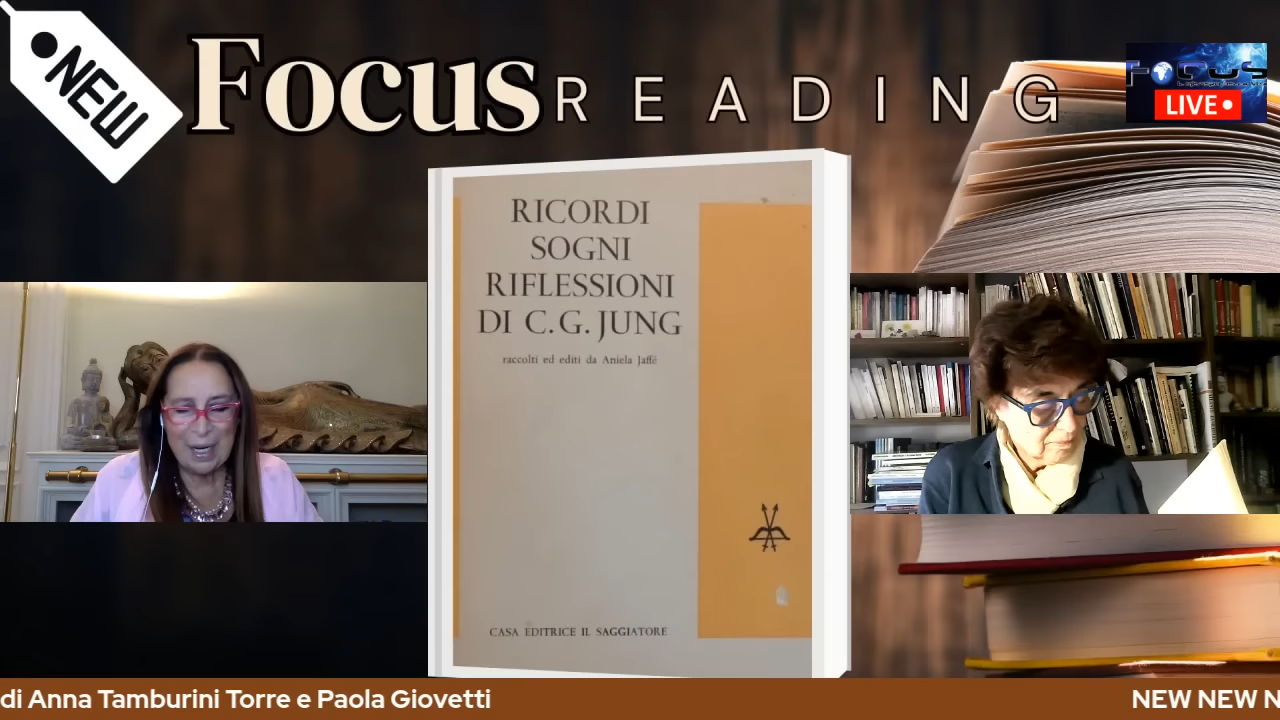 NEW
Focus READING
FOCUS
LIVE
RICORDI
SOGNI
RIFLESSIONI
DI C. G. JUNG
raccolti ed editi da Aniela Jaffé
CASA EDITRICE IL SAGGIATORE
di Anna Tamburini Torre e Paola Giovetti
NEW NEW N